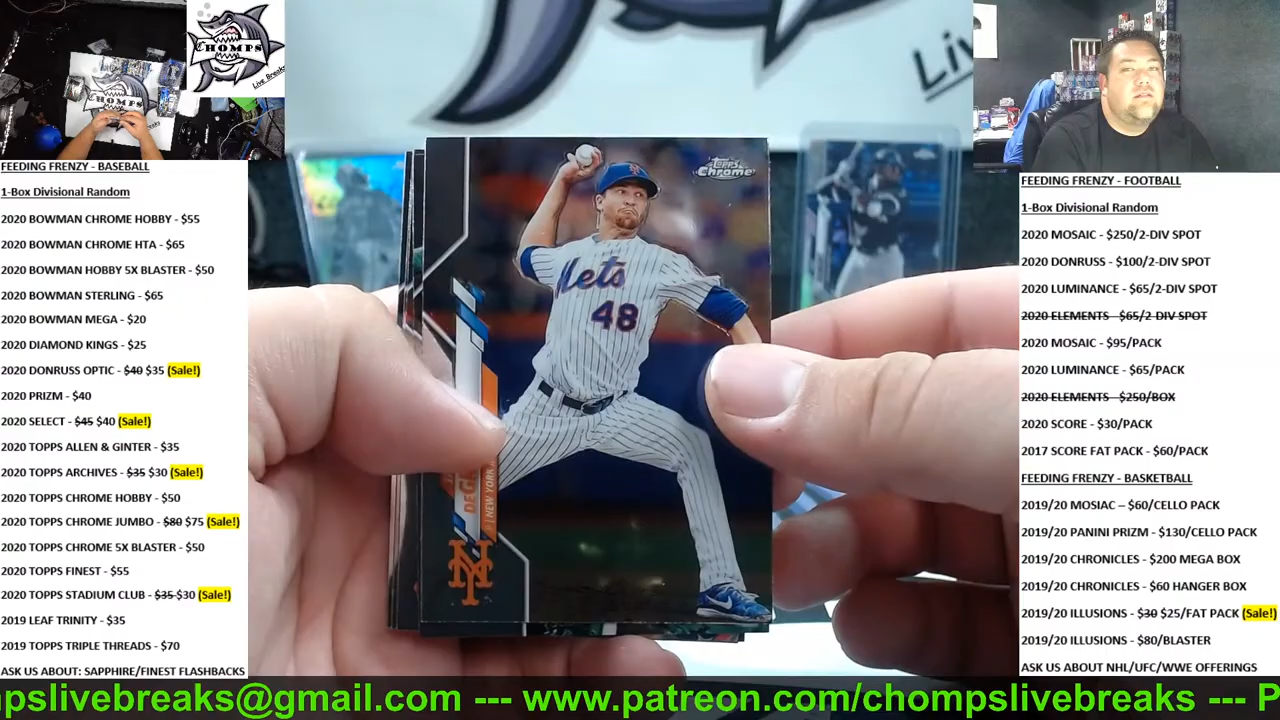 CHOMPS
CHOMPS
Live Breaks
Live
FEEDING FRENZY - BASEBALL
1-Box Divisional Random
2020 BOWMAN CHROME HOBBY - $55
2020 BOWMAN CHROME HTA - $65
2020 BOWMAN HOBBY 5X BLASTER - $50
2020 BOWMAN STERLING - $65
2020 BOWMAN MEGA - $20
2020 DIAMOND KINGS - $25
2020 DONRUSS OPTIC - $40 $35 (Sale!)
2020 PRIZM - $40
2020 SELECT - $45 $40 (Sale!)
2020 TOPPS ALLEN & GINTER - $35
2020 TOPPS ARCHIVES - $35 $30 (Sale!)
2020 TOPPS CHROME HOBBY - $50
2020 TOPPS CHROME JUMBO - $80 $75 (Sale!)
2020 TOPPS CHROME 5X BLASTER - $50
2020 TOPPS FINEST - $55
2020 TOPPS STADIUM CLUB - $35 $30 (Sale!)
2019 LEAF TRINITY - $35
2019 TOPPS TRIPLE THREADS - $70
ASK US ABOUT: SAPPHIRE/FINEST FLASHBACKS
Topps
Chrome
Mets
48
NEW YORK
NY
FEEDING FRENZY - FOOTBALL
1-Box Divisional Random
2020 MOSAIC - $250/2-DIV SPOT
2020 DONRUSS - $100/2-DIV SPOT
2020 LUMINANCE - $65/2-DIV SPOT
2020 ELEMENTS - $65/2-DIV SPOT
2020 MOSAIC - $95/PACK
2020 LUMINANCE - $65/PACK
2020 ELEMENTS - $250/BOX
2020 SCORE - $30/PACK
2017 SCORE FAT PACK - $60/PACK
FEEDING FRENZY - BASKETBALL
2019/20 MOSIAC – $60/CELLO PACK
2019/20 PANINI PRIZM - $130/CELLO PACK
2019/20 CHRONICLES - $200 MEGA BOX
2019/20 CHRONICLES - $60 HANGER BOX
2019/20 ILLUSIONS - $30 $25/FAT PACK (Sale!)
2019/20 ILLUSIONS - $80/BLASTER
ASK US ABOUT NHL/UFC/WWE OFFERINGS
pslivebreaks@gmail.com --- www.patreon.com/chompslivebreaks --- P